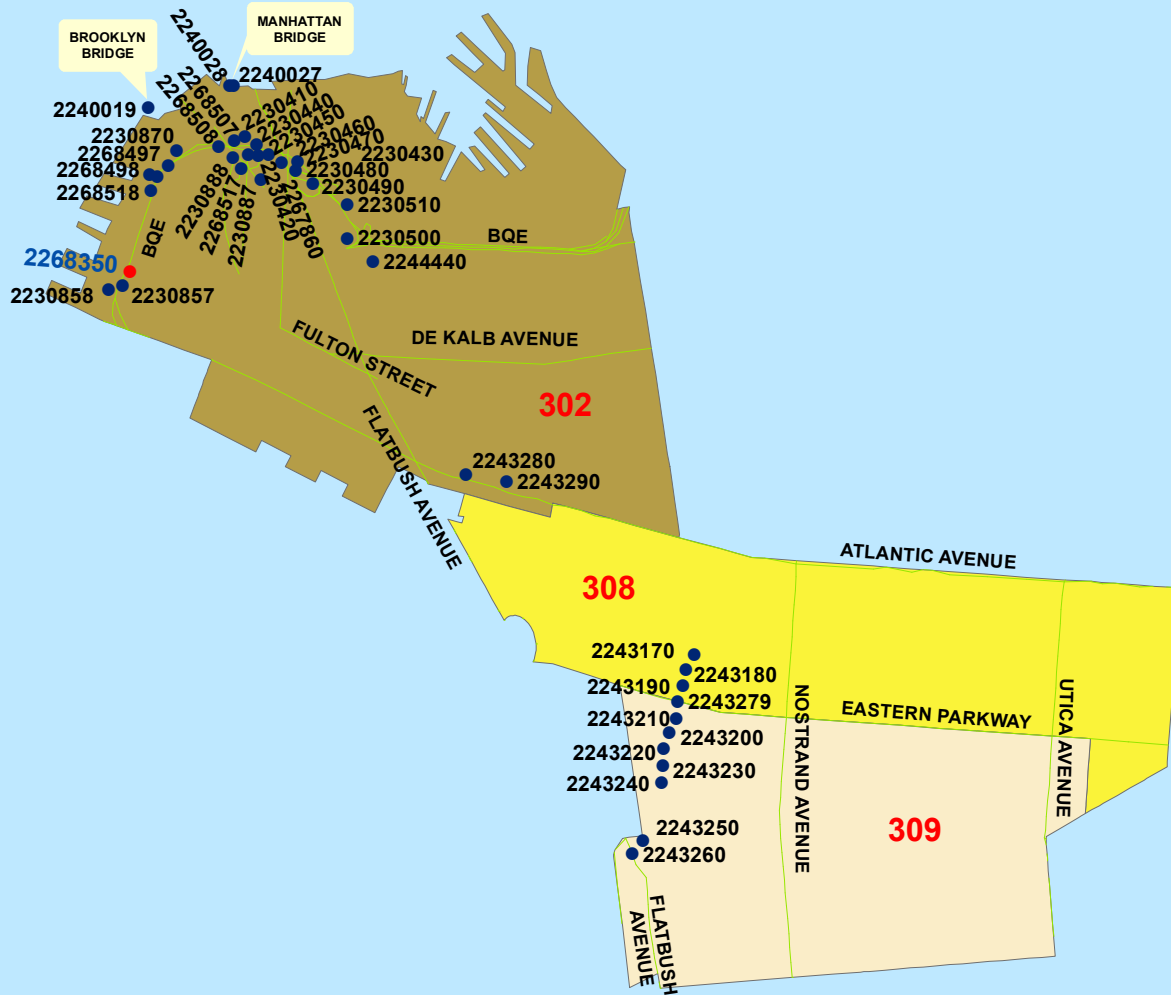 BROOKLYN
BRIDGE
MANHATTAN
BRIDGE
2240028
2240027
2240019
2268507
2268508
2230410
2230440
2230450
2230460
2230470
2230430
2230870
2268497
2268498
2268518
2230480
2230490
2230888
2268517
2230887
2230420
2267860
2230510
BQE
BQE
2230500
2244440
2268350
2230858
2230857
FULTON STREET
DE KALB AVENUE
302
FLATBUSH AVENUE
2243280
2243290
ATLANTIC AVENUE
308
2243170
2243180
2243190
2243279
2243210
2243200
2243220
2243230
2243240
NOSTRAND AVENUE
EASTERN PARKWAY
UTICA AVENUE
309
2243250
2243260
FLATBUSH
AVENUE